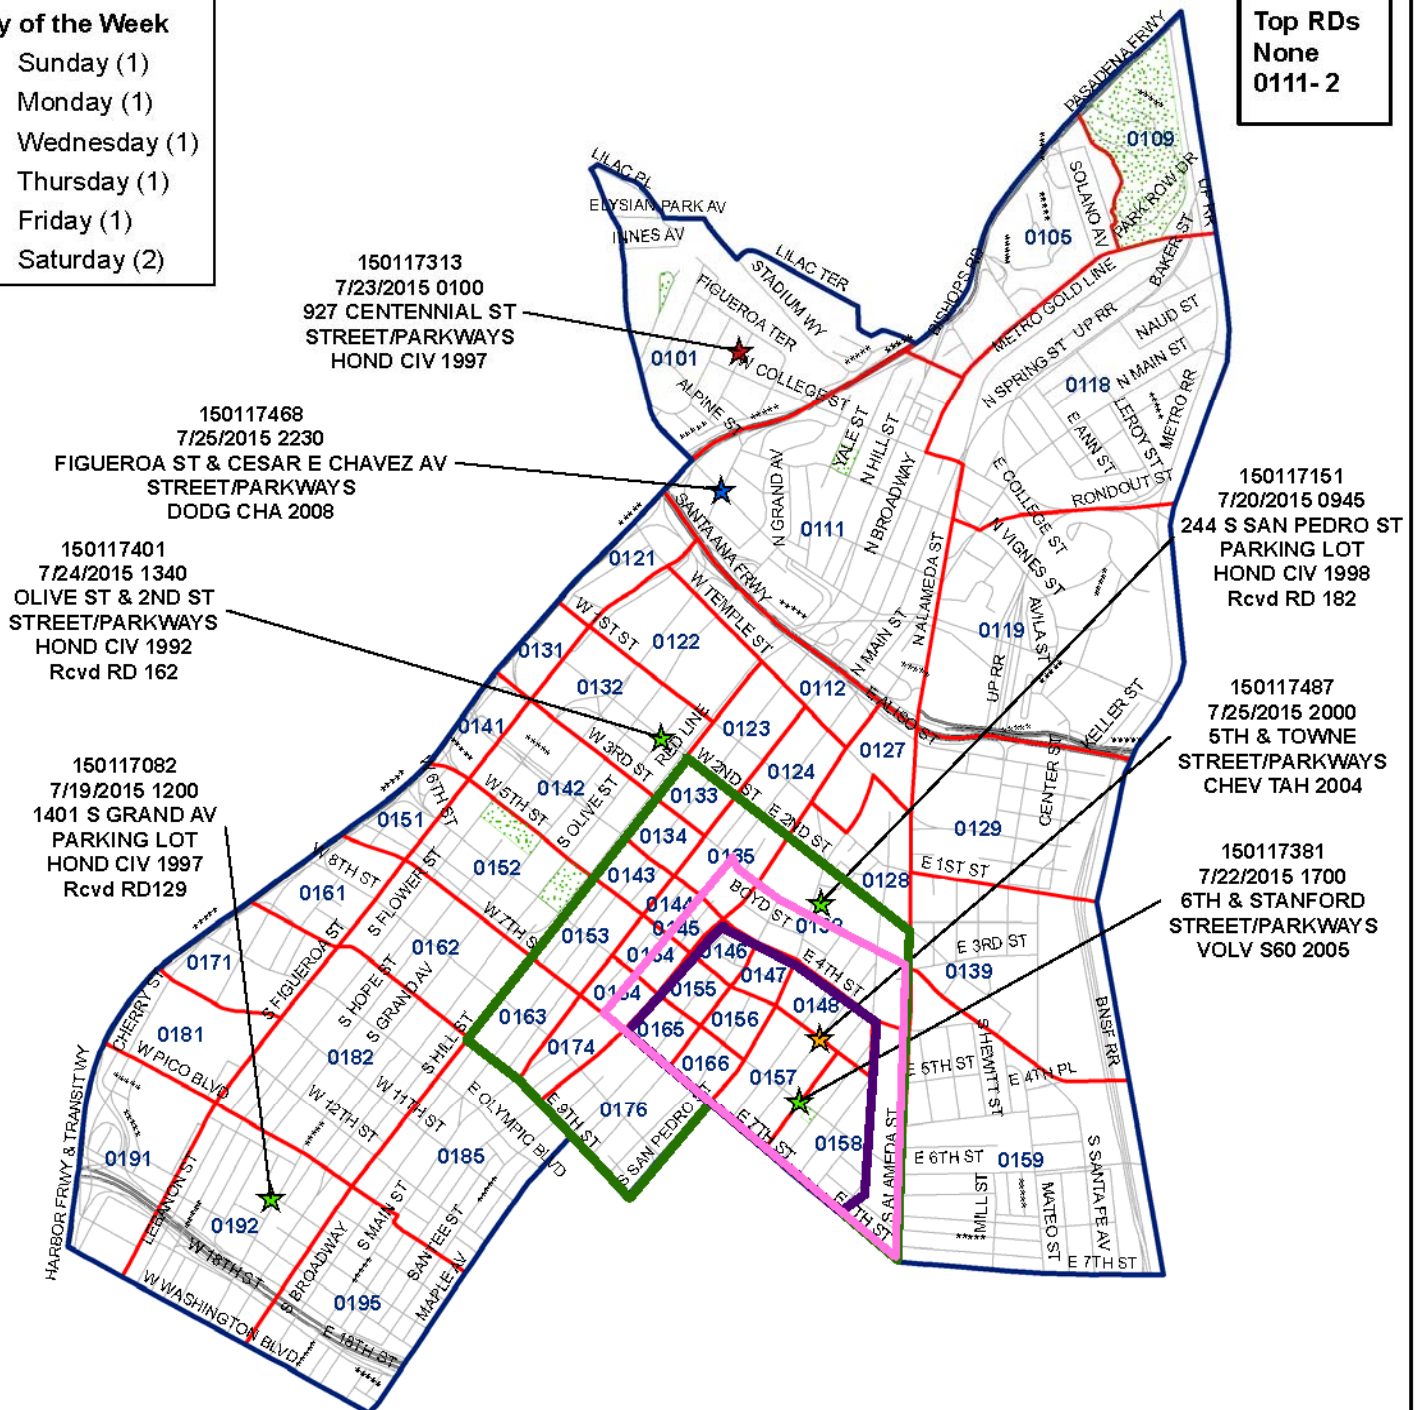 y of the Week
Sunday (1)
Monday (1)
Wednesday (1)
Thursday (1)
Friday (1)
Saturday (2)
Top RDs
None
0111- 2
150117313
7/23/2015 0100
927 CENTENNIAL ST
STREET/PARKWAYS
HOND CIV 1997
150117468
7/25/2015 2230
FIGUEROA ST & CESAR E CHAVEZ AV
STREET/PARKWAYS
DODG CHA 2008
150117401
7/24/2015 1340
OLIVE ST & 2ND ST
STREET/PARKWAYS
HOND CIV 1992
Rcvd RD 162
150117082
7/19/2015 1200
1401 S GRAND AV
PARKING LOT
HOND CIV 1997
Rcvd RD129
150117151
7/20/2015 0945
244 S SAN PEDRO ST
PARKING LOT
HOND CIV 1998
Rcvd RD 182
150117487
7/25/2015 2000
5TH & TOWNE
STREET/PARKWAYS
CHEV TAH 2004
150117381
7/22/2015 1700
6TH & STANFORD
STREET/PARKWAYS
VOLV S60 2005
PASADENA FRWY
0109
SOLANO AV
PARK ROW DR
UP RR
0105
BAKER ST
LILAC PL
ELYSIAN PARK AV
INNES AV
LILAC TER
STADIUM WY
FIGUEROA TER
BISHOPS RD
METRO GOLD LINE
UP RR
NAUD ST
N SPRING ST
N MAIN ST
0118
METRO RR
LEROY ST
E ANN ST
RONDOUT ST
0101
N COLLEGE ST
ALPINE ST
YALE ST
N HILL ST
N GRAND AV
N BROADWAY
0111
E COLLEGE ST
N VIGNES ST
N ALAMEDA ST
SANTA ANA FRWY
0121
W TEMPLE ST
W 1ST ST
0122
N MAIN ST
0119
AVILA ST
UP RR
KELLER ST
0131
0132
0112
E ALISO ST
0141
RED LINE
0123
0127
W 3RD ST
W 2ND ST
0124
CENTER ST
0142
W 6TH ST
W 5TH ST
S OLIVE ST
0133
E 2ND ST
0129
0151
0134
0135
E 1ST ST
W 8TH ST
0152
0143
BOYD ST
0128
0161
S FLOWER ST
0144
0145
W 7TH ST
0153
0146
E 4TH ST
E 3RD ST
0171
0162
0147
0139
CHERRY ST
S FIGUEROA ST
S HOPE ST
S GRAND AV
0155
0148
0163
0165
0156
BNSF RR
0181
0182
S HILL ST
0174
0166
0157
E 5TH ST
S HEWITT ST
E 4TH PL
W PICO BLVD
W 11TH ST
W 12TH ST
E OLYMPIC BLVD
E 9TH ST
0176
S SAN PEDRO
E 7TH ST
0158
S ALAMEDA ST
E 6TH ST
0159
S SANTA FE AV
HARBOR FRWY & TRANSIT WY
0191
LEBANON ST
0185
MILL ST
MATEO ST
E 7TH ST
0192
W 18TH ST
S BROADWAY
S MAIN ST
SANTEE ST
MAPLE AV
W WASHINGTON BLVD
0195
E 18TH ST